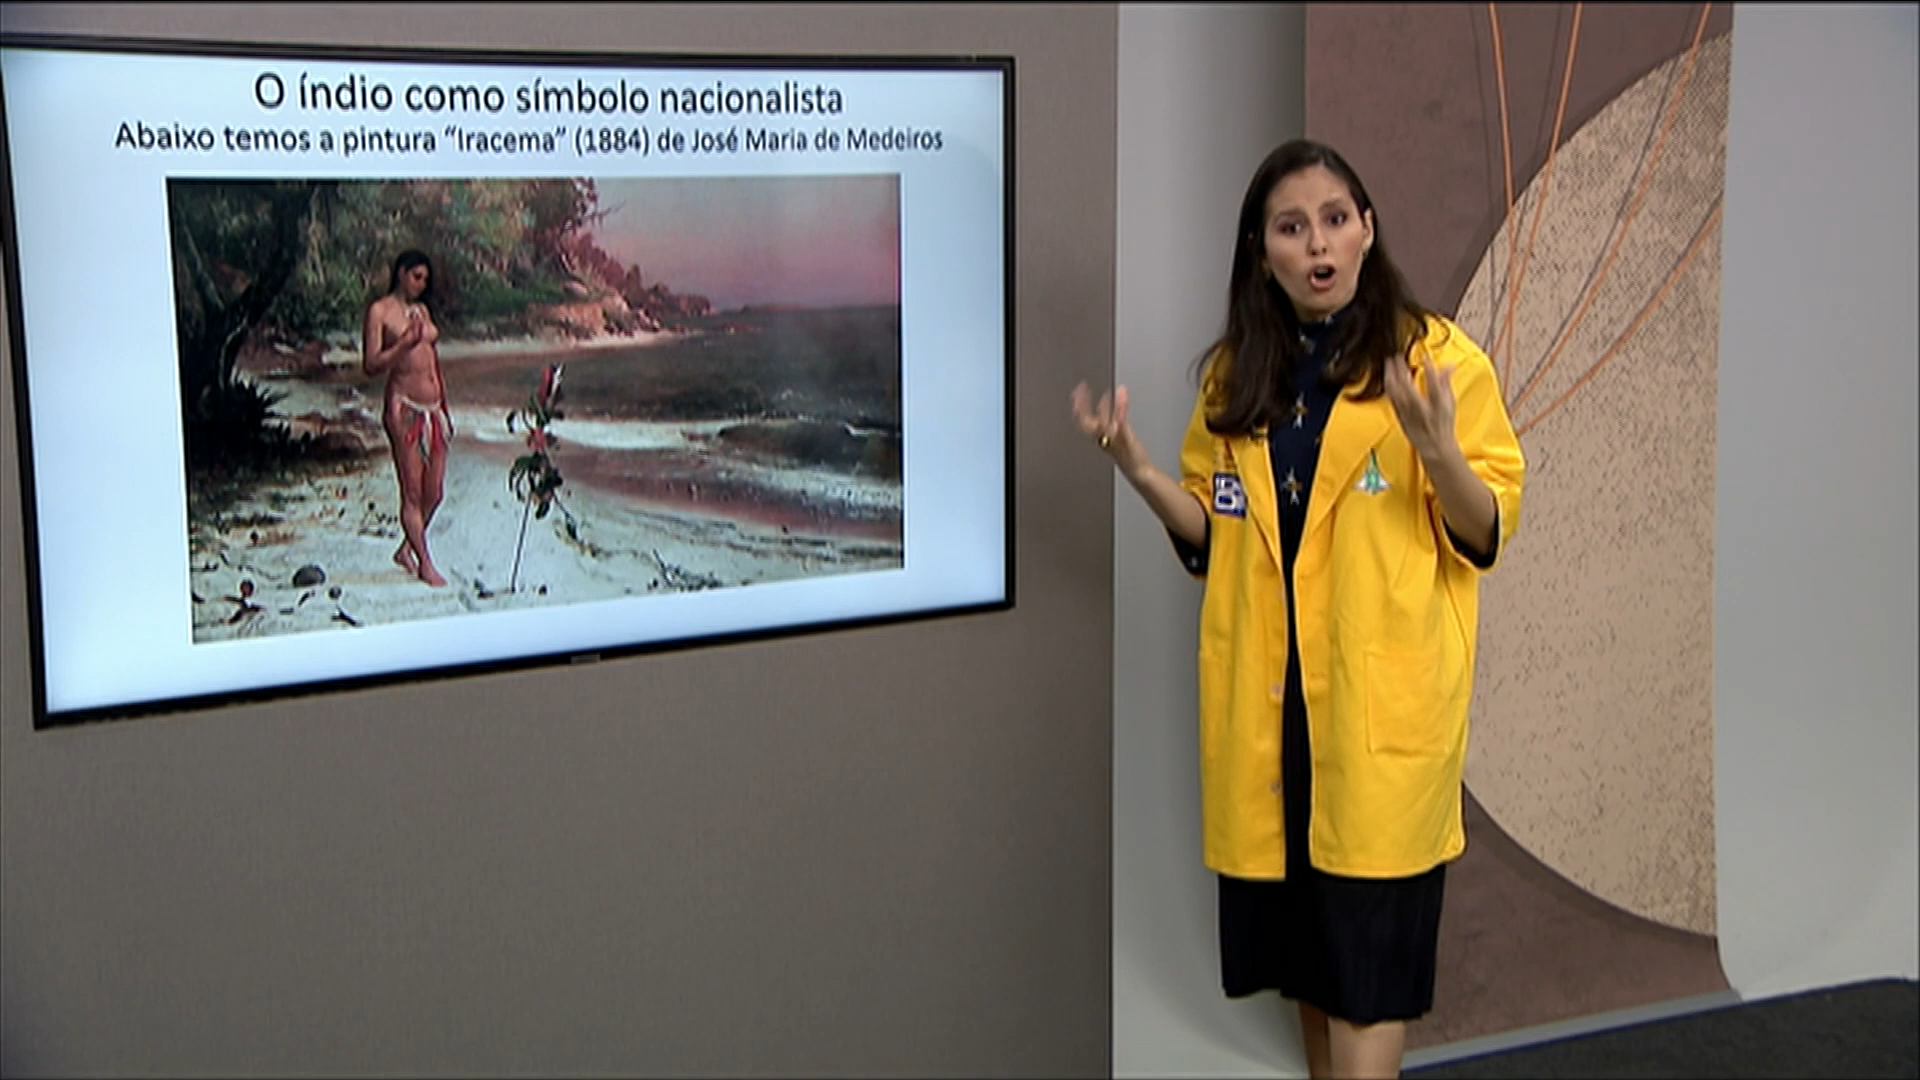 O índio como símbolo nacionalista
Abaixo temos a pintura “Iracema” (1884) de José Maria de Medeiros
B